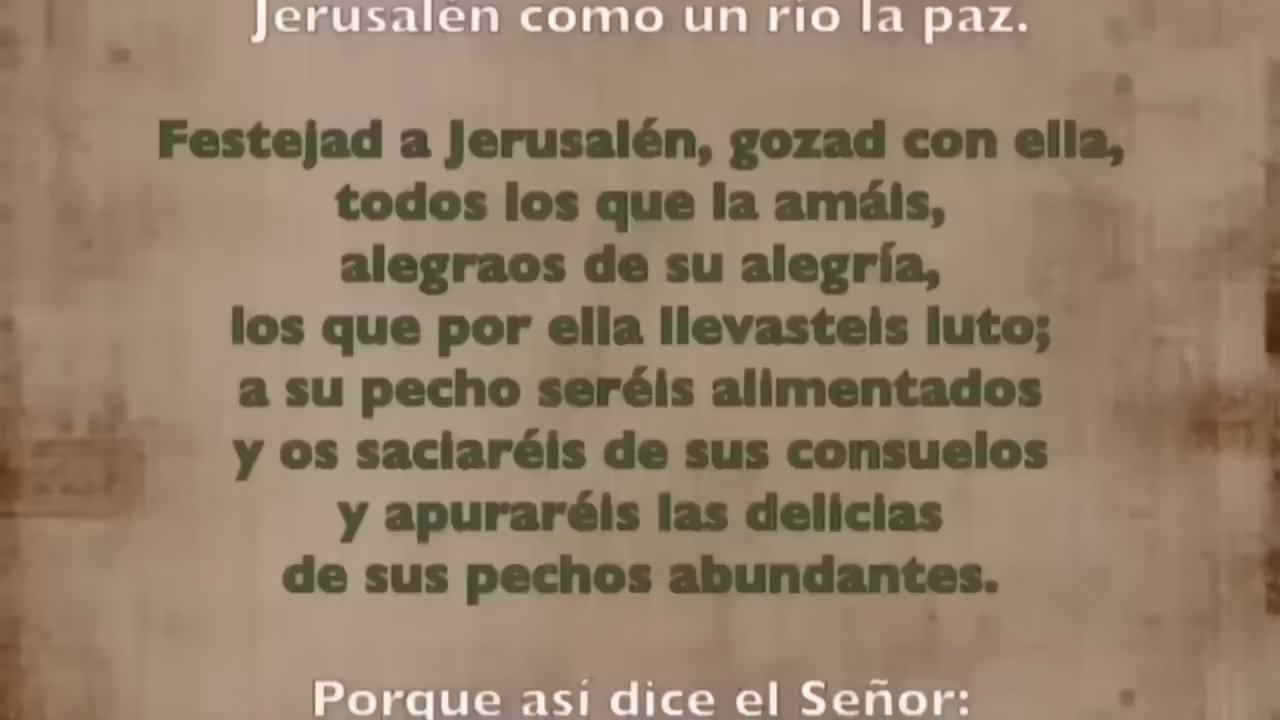 Jerusalén como un río la paz.
Festejad a Jerusalén, gozad con ella,
todos los que la amáis,
alegraos de su alegría,
los que por ella llevasteis luto;
a su pecho seréis alimentados
y os saciaréis de sus consuelos
y apuraréis las delicias
de sus pechos abundantes.
Porque así dice el Señor: